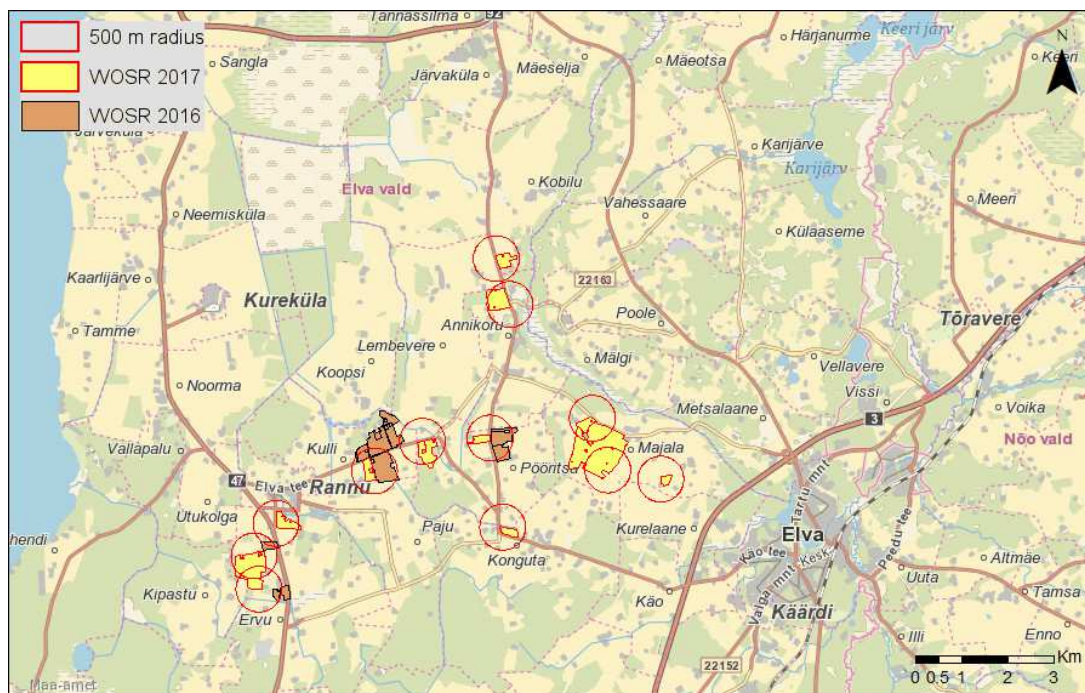 500 m radius
WOSR 2017
WOSR 2016
N
Km
0 0.5 1 2 3
Tannassilma
92
Härjanurme
Keeri järv
Keeri
Sangla
Järvaküla
Mäeselja
Mäeotsa
Järveküla
Karijärve
Karijärv
Elva vald
Kobilu
Vahessaare
Meeri
Neemisküla
Külaaseme
Kaarlijärve
Kureküla
22163
Poole
Tõravere
Tamme
Annikoru
Lembevere
Koopsi
Mälgi
Vellavere
Noorma
Vissi
Metsalaane
3
Voika
Vallapalu
Kulli
Majala
Nõo vald
Pööritsa
47
Elva tee
Rannu
Tartu mnt
Utukolga
Paju
Kurelaane
Elva
Konguta
Käo tee
Kesk
Peedu tee
Altmäe
Valga mnt
Uuta
Kipastu
Käo
Tamsa
Käärdi
Ervu
Illi
Enno
22152
Maa-amet